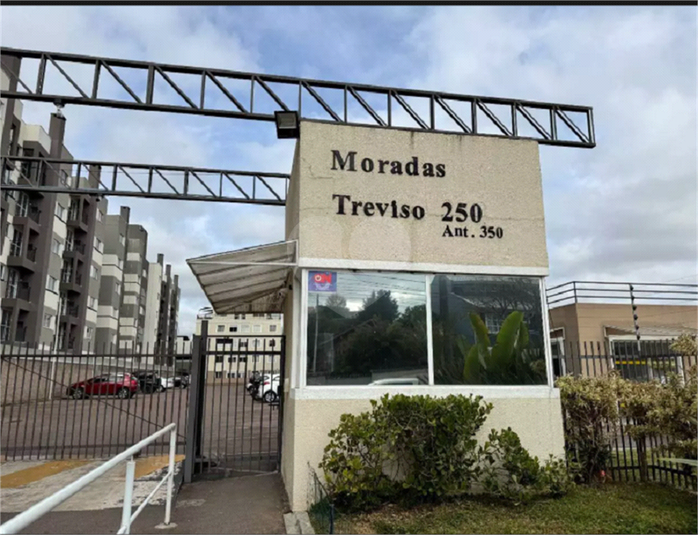 Moradas
Treviso 250
Ant. 350